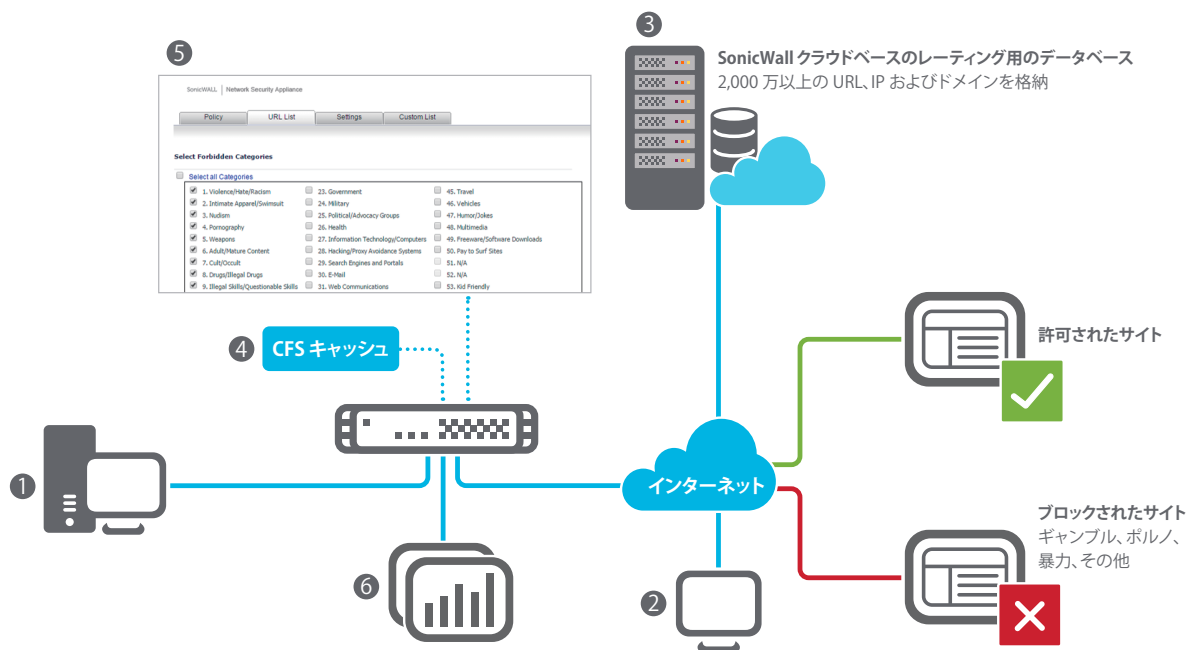 5
SonicWALL | Network Security Appliance
Policy URL List Settings Custom List
Select Forbidden Categories
Select all Categories
1. Violence/Hate/Racism 23. Government 45. Travel
2. Intimate Apparel/Swimsuit 24. Military 46. Vehicles
3. Nudism 25. Political/Advocacy Groups 47. Humor/Jokes
4. Pornography 26. Health 48. Multimedia
5. Weapons 27. Information Technology/Computers 49. Freeware/Software Downloads
6. Adult/Mature Content 28. Hacking/Proxy Avoidance Systems 50. Pay to Surf Sites
7. Cult/Occult 29. Search Engines and Portals 51. N/A
8. Drugs/Illegal Drugs 30. E-Mail 52. N/A
9. Illegal Skills/Questionable Skills 31. Web Communications 53. Kid Friendly
3
SonicWall クラウドベースのレーティング用のデータベース
2,000 万以上の URL、IP およびドメインを格納
4 CFS キャッシュ
許可されたサイト
1
インターネット
ブロックされたサイト
ギャンブル、ポルノ、
暴力、その他
6
2